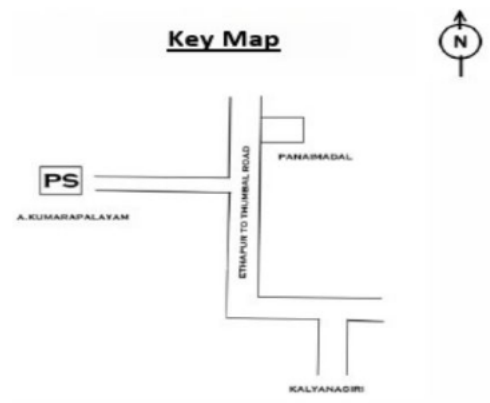 Key Map
N
PANAIMADAL
PS
A.KUMARAPALAYAM
ETHAPUR TO THUMBAL ROAD
KALYANAGIRI